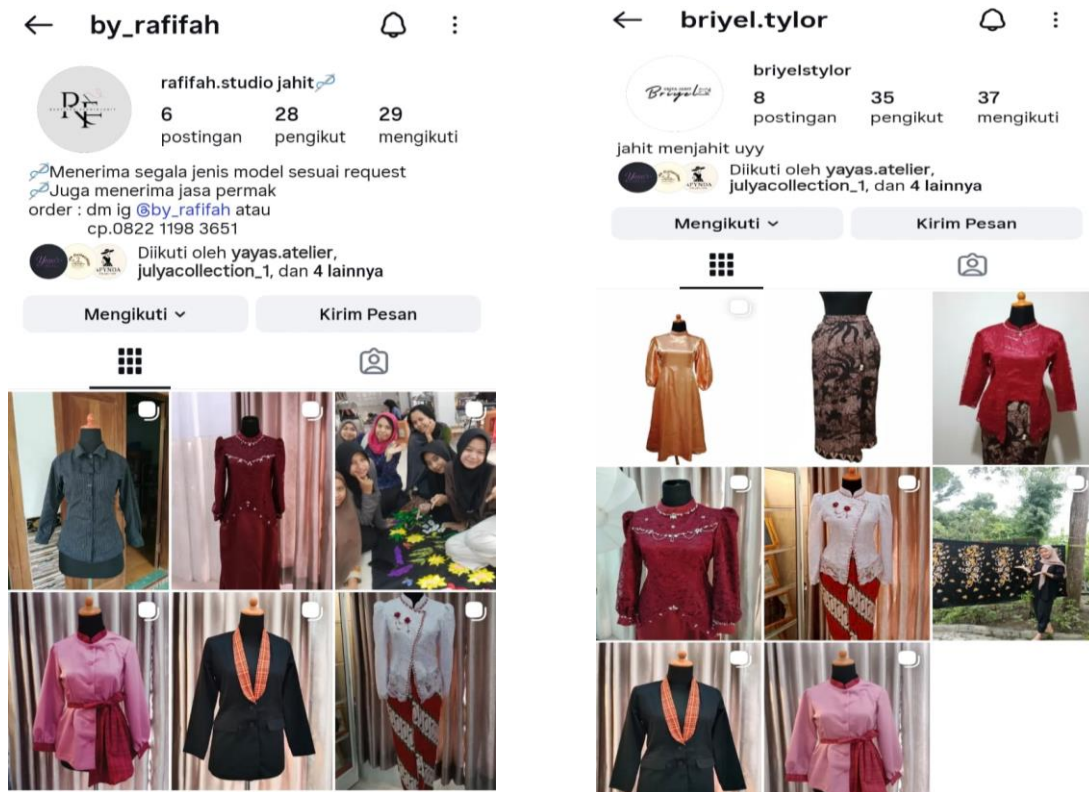 by_rafifah
rafifah.studio jahit
6 28 29
postingan pengikut mengikuti
Menerima segala jenis model sesuai request
Juga menerima jasa permak
order : dm ig @by_rafifah atau
cp.0822 1198 3651
Diikuti oleh yayas.atelier,
julyacollection_1, dan 4 lainnya
Mengikuti Kirim Pesan
briyel.tylor
briyelstylor
8 35 37
postingan pengikut mengikuti
jahit menjahit uyy
Diikuti oleh yayas.atelier,
julyacollection_1, dan 4 lainnya
Mengikuti Kirim Pesan